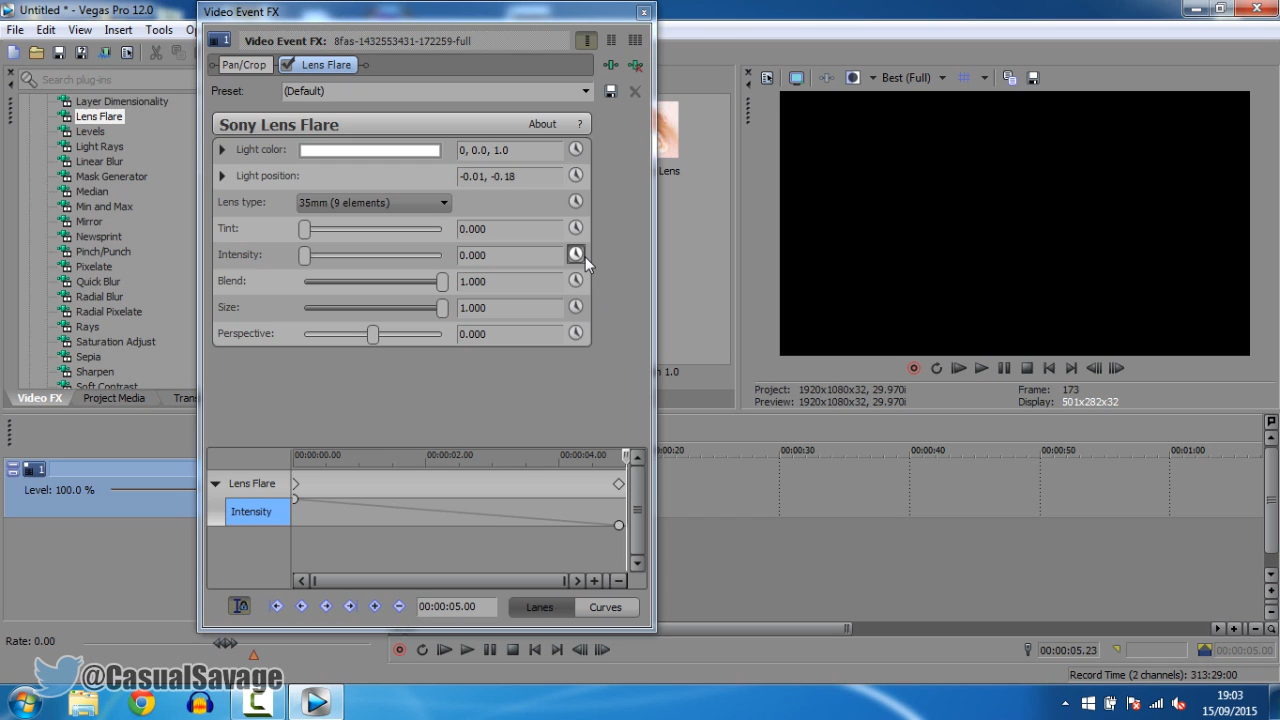 Untitled * - Vegas Pro 12.0
File Edit View Insert Tools
Search plug-ins
Layer Dimensionality
Lens Flare
Levels
Light Rays
Linear Blur
Mask Generator
Median
Min and Max
Mirror
Newsprint
Pinch/Punch
Pixelate
Quick Blur
Radial Blur
Radial Pixelate
Rays
Saturation Adjust
Sepia
Sharpen
Soft Contrast
Video FX Project Media
Video Event FX
1 Video Event FX: 8fas-1432553431-172259-full
Pan/Crop Lens Flare
Preset: (Default)
Sony Lens Flare About ?
Light color: 0, 0.0, 1.0
Light position: -0.01, -0.18
Lens type: 35mm (9 elements)
Tint: 0.000
Intensity: 0.000
Blend: 1.000
Size: 1.000
Perspective: 0.000
00:00:00.00 00:00:02.00 00:00:04.00
Lens Flare
Intensity
00:00:05.00 Lanes Curves
Lens
Best (Full)
Project: 1920x1080x32, 29.970i Frame: 173
Preview: 1920x1080x32, 29.970i Display: 501x282x32
00:00:30 00:00:40 00:00:50 00:01:00
1
Level: 100.0 %
Rate: 0.00
00:00:05.23 00:00:05.00
Record Time (2 channels): 313:29:00
@CasualSavage
19:03
15/09/2015